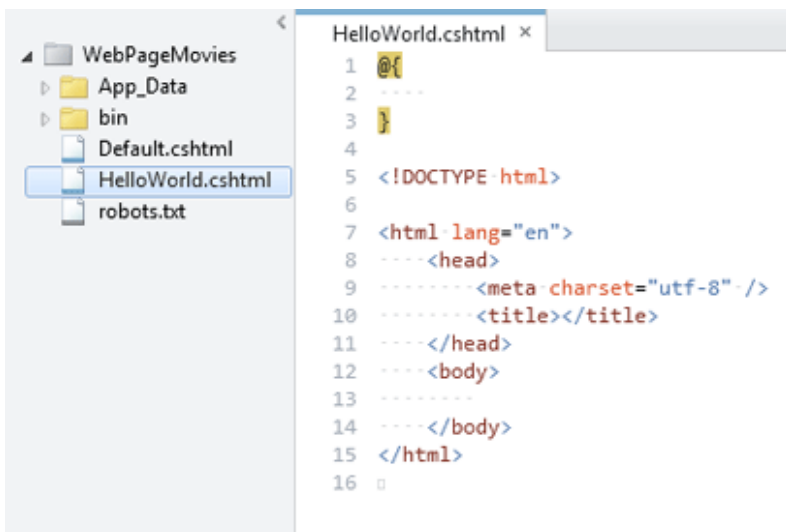 WebPageMovies
App_Data
bin
Default.cshtml
HelloWorld.cshtml
robots.txt
HelloWorld.cshtml ×
1 @{
2
3 }
4
5 <!DOCTYPE html>
6
7 <html lang="en">
8 <head>
9 <meta charset="utf-8" />
10 <title></title>
11 </head>
12 <body>
13
14 </body>
15 </html>
16